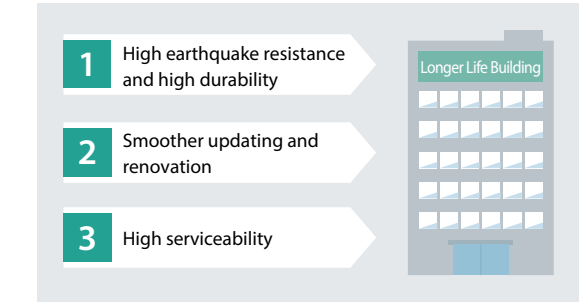 1
High earthquake resistance
and high durability
Longer Life Building
2
Smoother updating and
renovation
3
High serviceability